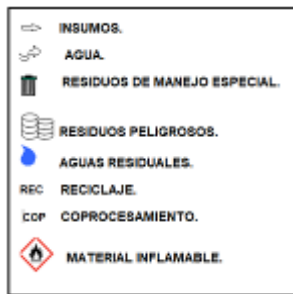 INSUMOS.
AGUA.
RESIDUOS DE MANEJO ESPECIAL.
RESIDUOS PELIGROSOS.
AGUAS RESIDUALES.
REC RECICLAJE.
COP COPROCESAMIENTO.
MATERIAL INFLAMABLE.